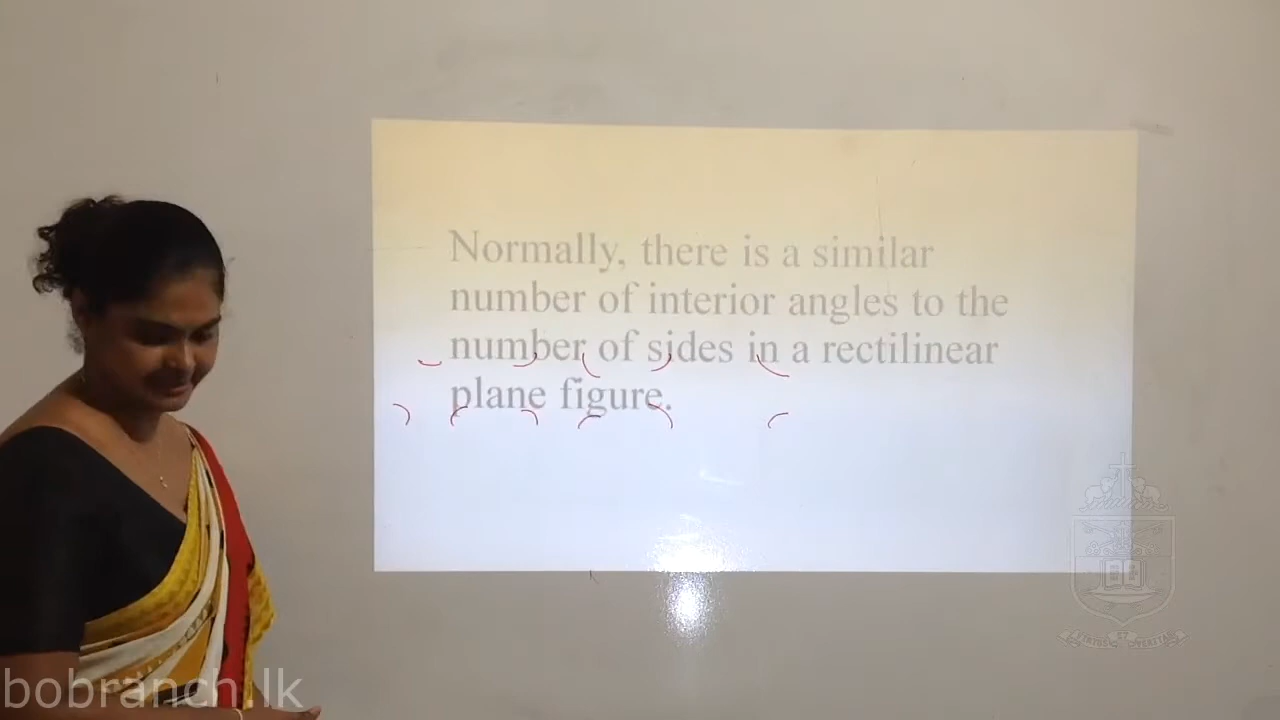 Normally, there is a similar
number of interior angles to the
number of sides in a rectilinear
plane figure.
bobranch.lk